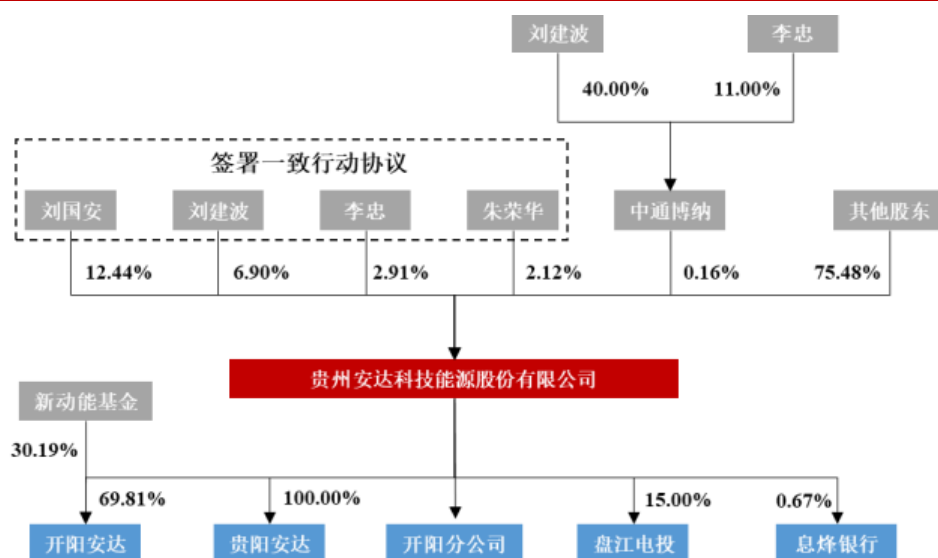 刘建波
李忠
40.00%
11.00%
签署一致行动协议
刘国安
刘建波
李忠
朱荣华
中通博纳
其他股东
12.44%
6.90%
2.91%
2.12%
0.16%
75.48%
贵州安达科技能源股份有限公司
新动能基金
30.19%
69.81%
100.00%
15.00%
0.67%
开阳安达
贵阳安达
开阳分公司
盘江电投
息烽银行